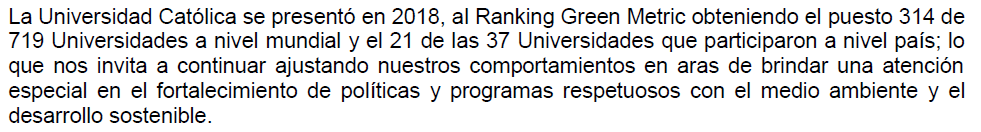 La Universidad Católica se presentó en 2018, al Ranking Green Metric obteniendo el puesto 314 de
719 Universidades a nivel mundial y el 21 de las 37 Universidades que participaron a nivel país; lo
que nos invita a continuar ajustando nuestros comportamientos en aras de brindar una atención
especial en el fortalecimiento de políticas y programas respetuosos con el medio ambiente y el
desarrollo sostenible.